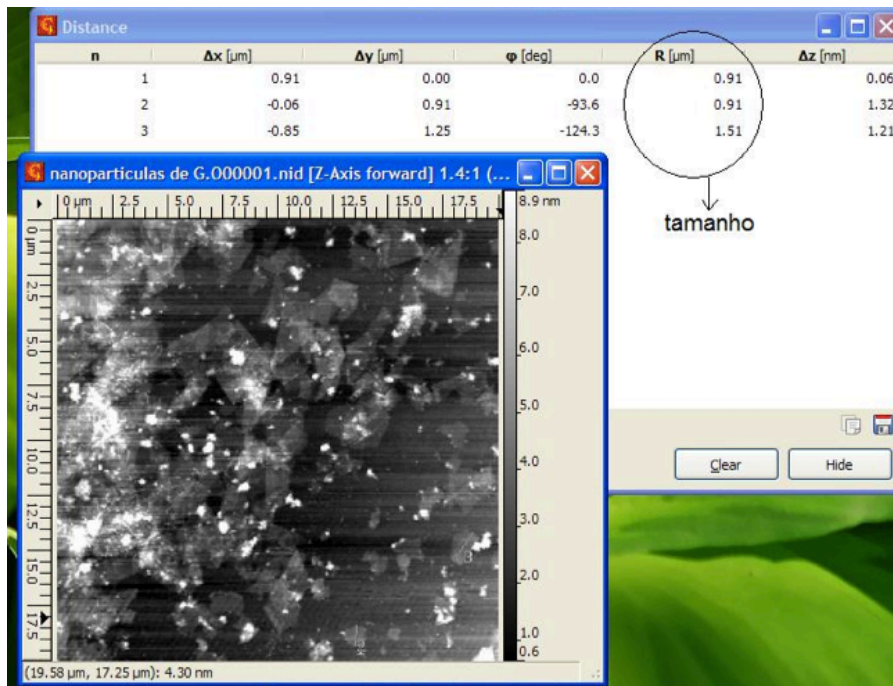 Distance
n Δx [µm] Δy [µm] φ [deg] R [µm] Δz [nm]
1 0.91 0.00 0.0 0.91 0.06
2 -0.06 0.91 -93.6 0.91 1.32
3 -0.85 1.25 -124.3 1.51 1.21
tamanho
nanoparticulas de G.O00001.nid [Z-Axis forward] 1.4:1 (...
0 µm 2.5 5.0 7.5 10.0 12.5 15.0 17.5
0 µm
2.5
5.0
7.5
10.0
12.5
15.0
17.5
8.9 nm
8.0
7.0
6.0
5.0
4.0
3.0
2.0
1.0
0.6
3
(19.58 µm, 17.25 µm): 4.30 nm
Clear Hide